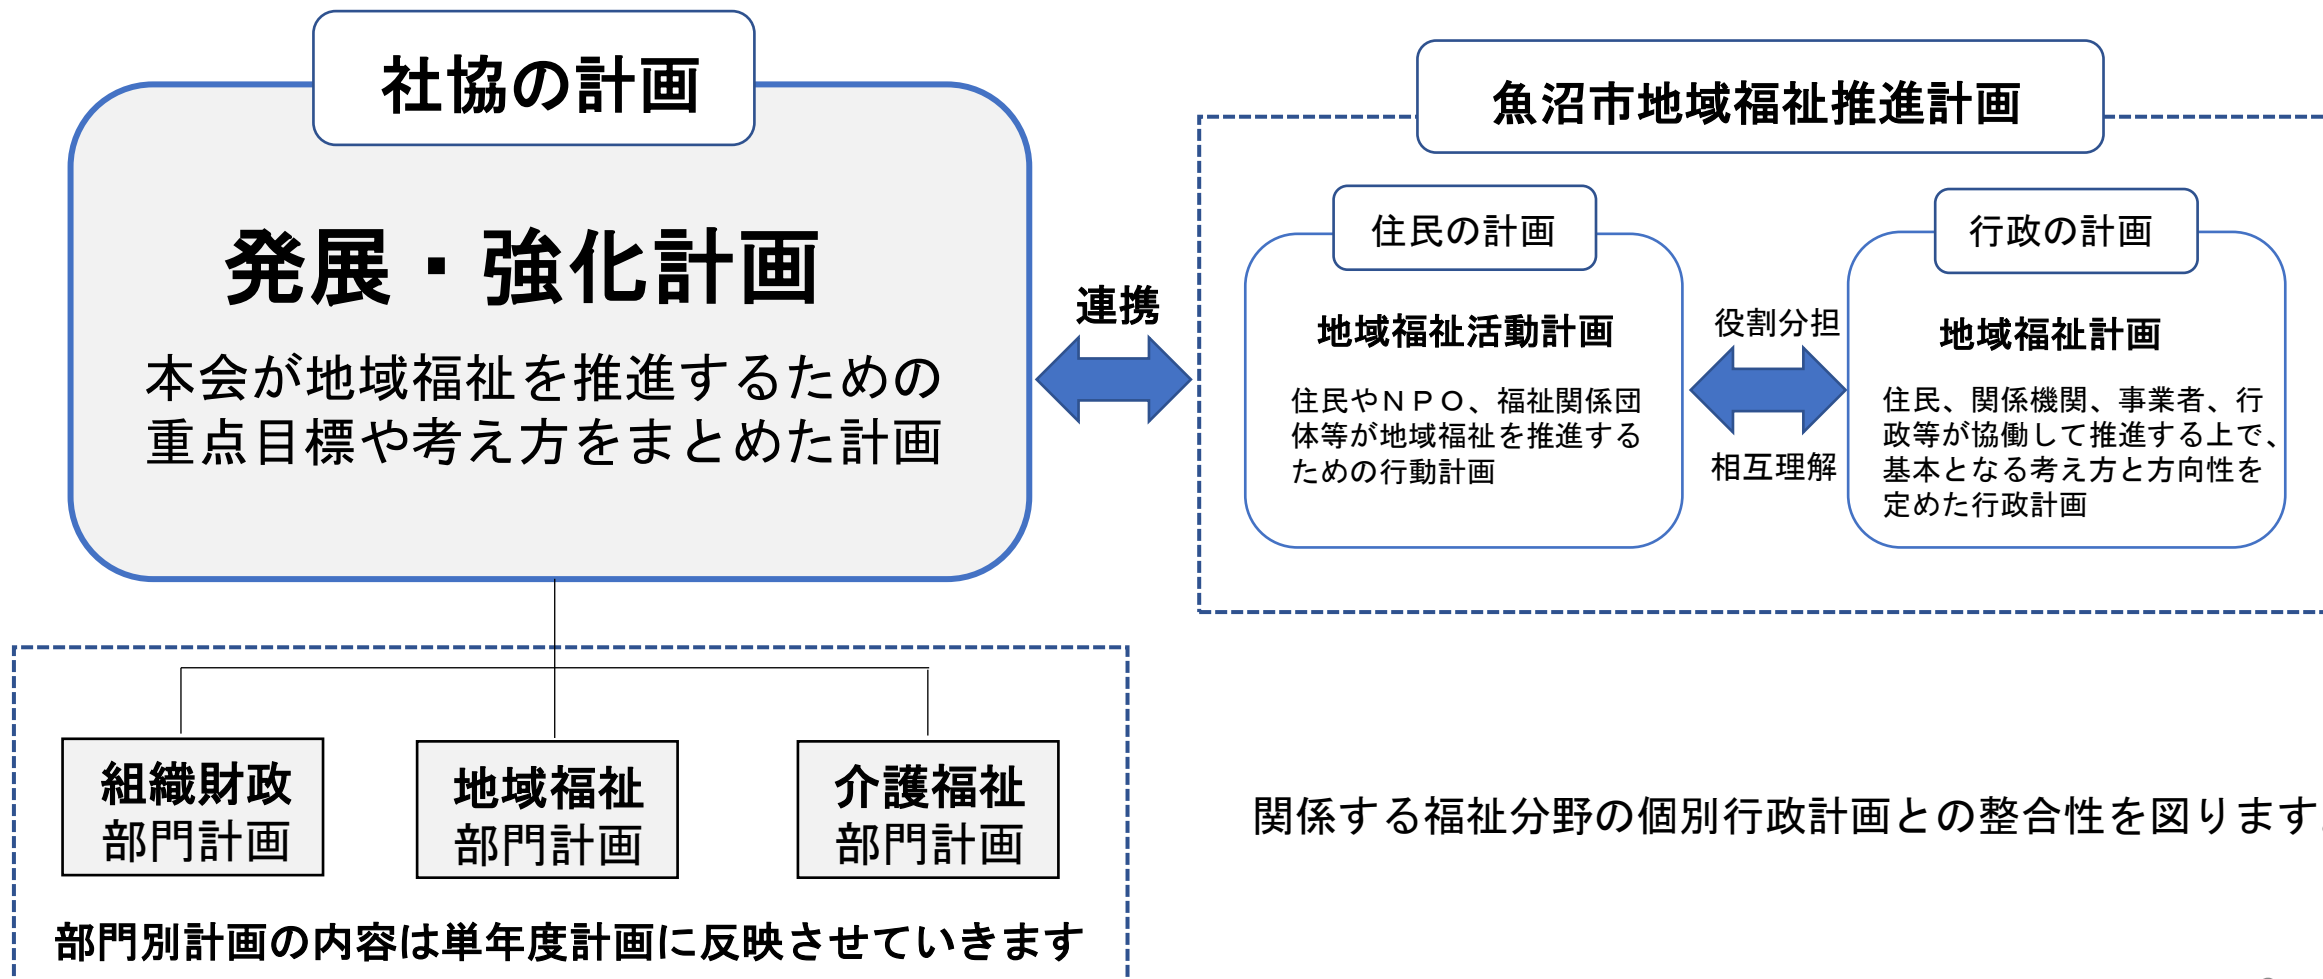 社協の計画
発展・強化計画
本会が地域福祉を推進するための
重点目標や考え方をまとめた計画
連携
魚沼市地域福祉推進計画
住民の計画
地域福祉活動計画
住民やＮＰＯ、福祉関係団
体等が地域福祉を推進する
ための行動計画
役割分担
相互理解
行政の計画
地域福祉計画
住民、関係機関、事業者、行
政等が協働して推進する上で、
基本となる考え方と方向性を
定めた行政計画
組織財政
部門計画
地域福祉
部門計画
介護福祉
部門計画
部門別計画の内容は単年度計画に反映させていきます
関係する福祉分野の個別行政計画との整合性を図ります